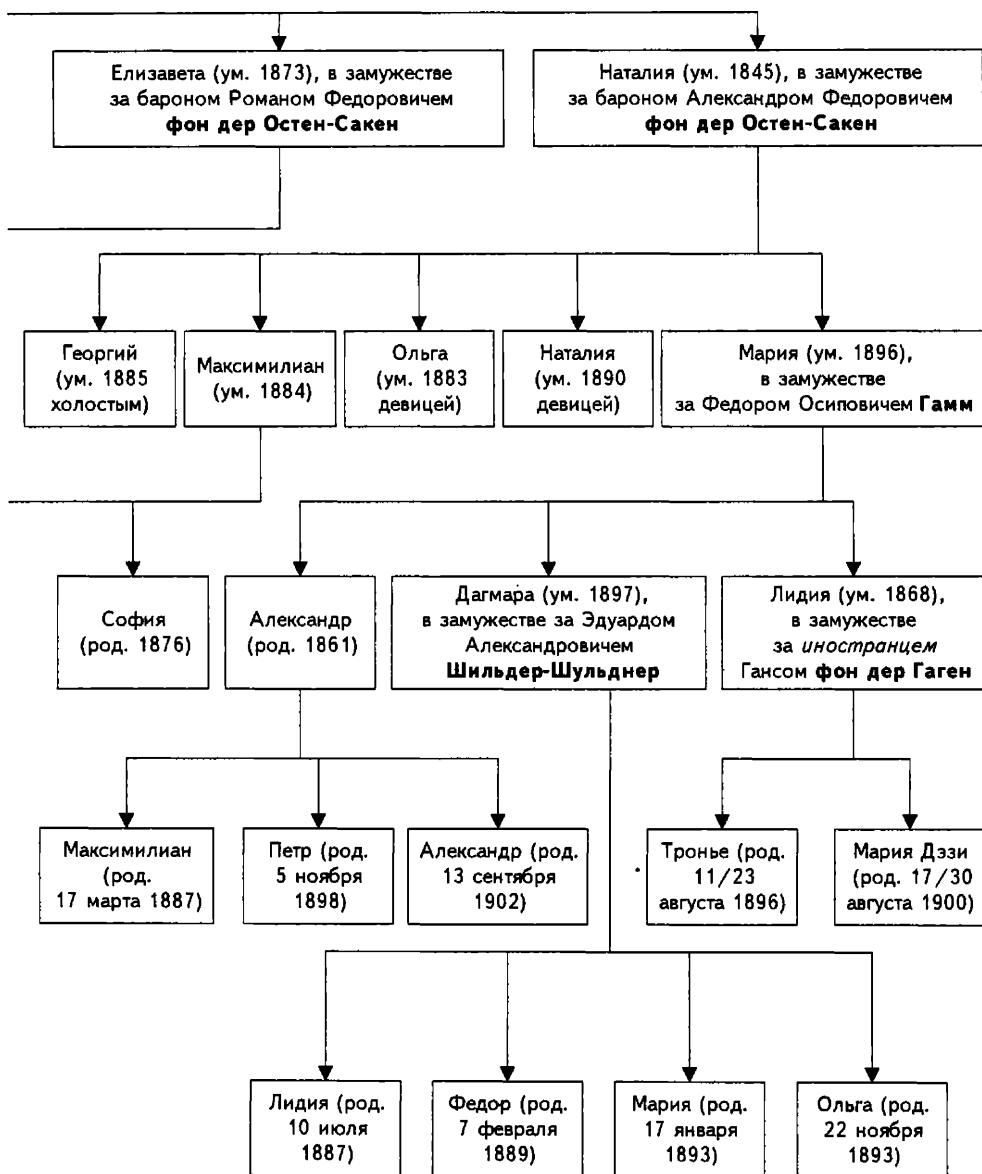 Елизавета (ум. 1873), в замужестве
за бароном Романом Федоровичем
фон дер Остен-Сакен
Наталия (ум. 1845), в замужестве
за бароном Александром Федоровичем
фон дер Остен-Сакен
Георгий
(ум. 1885
холостым)
Максимилиан
(ум. 1884)
Ольга
(ум. 1883
девицей)
Наталия
(ум. 1890
девицей)
Мария (ум. 1896),
в замужестве
за Федором Осиповичем Гамм
София
(род. 1876)
Александр
(род. 1861)
Дагмара (ум. 1897),
в замужестве за Эдуардом
Александровичем
Шильдер-Шульднер
Лидия (ум. 1868),
в замужестве
за иностранцем
Гансом фон дер Гаген
Максимилиан
(род.
17 марта 1887)
Петр (род.
5 ноября
1898)
Александр (род.
13 сентября
1902)
Тронье (род.
11/23
августа 1896)
Мария Дэзи
(род. 17/30
августа 1900)
Лидия (род.
10 июля
1887)
Федор (род.
7 февраля
1889)
Мария (род.
17 января
1893)
Ольга (род.
22 ноября
1893)